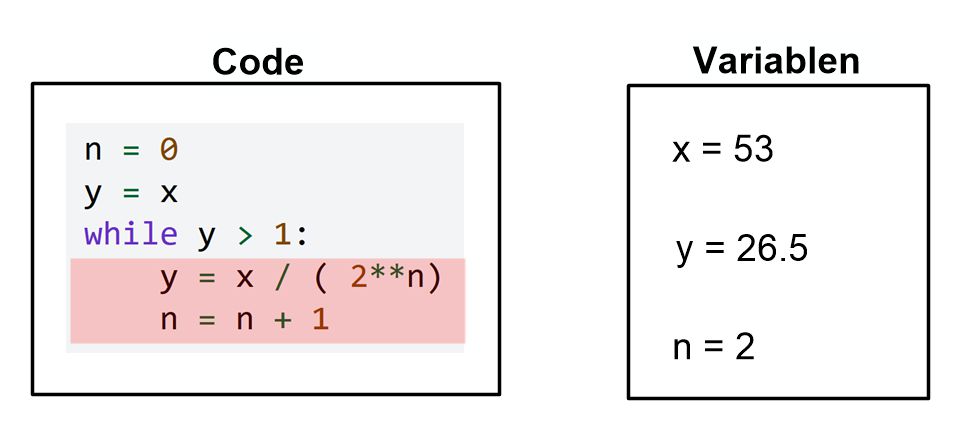 Code
n = 0
y = x
while y > 1:
    y = x / ( 2**n)
    n = n + 1
Variablen
x = 53
y = 26.5
n = 2